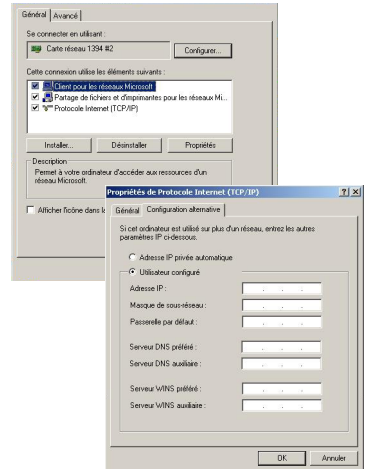 Général Avancé
Se connecter en utilisant :
Carte réseau 1394 #2 Configurer...
Cette connexion utilise les éléments suivants :
Client pour les réseaux Microsoft
Partage de fichiers et d'imprimantes pour les réseaux Mi...
Protocole Internet (TCP/IP)
Installer... Désinstaller Propriétés
Description
Permet à votre ordinateur d'accéder aux ressources d'un
réseau Microsoft.
Afficher l'icône dans la
Propriétés de Protocole Internet (TCP/IP)
Général Configuration alternative
Si cet ordinateur est utilisé sur plus d'un réseau, entrez les autres
paramètres IP ci-dessous.
Adresse IP privée automatique
Utilisateur configuré
Adresse IP :
Masque de sous-réseau :
Passerelle par défaut :
Serveur DNS préféré :
Serveur DNS auxiliaire :
Serveur WINS préféré :
Serveur WINS auxiliaire :
OK Annuler